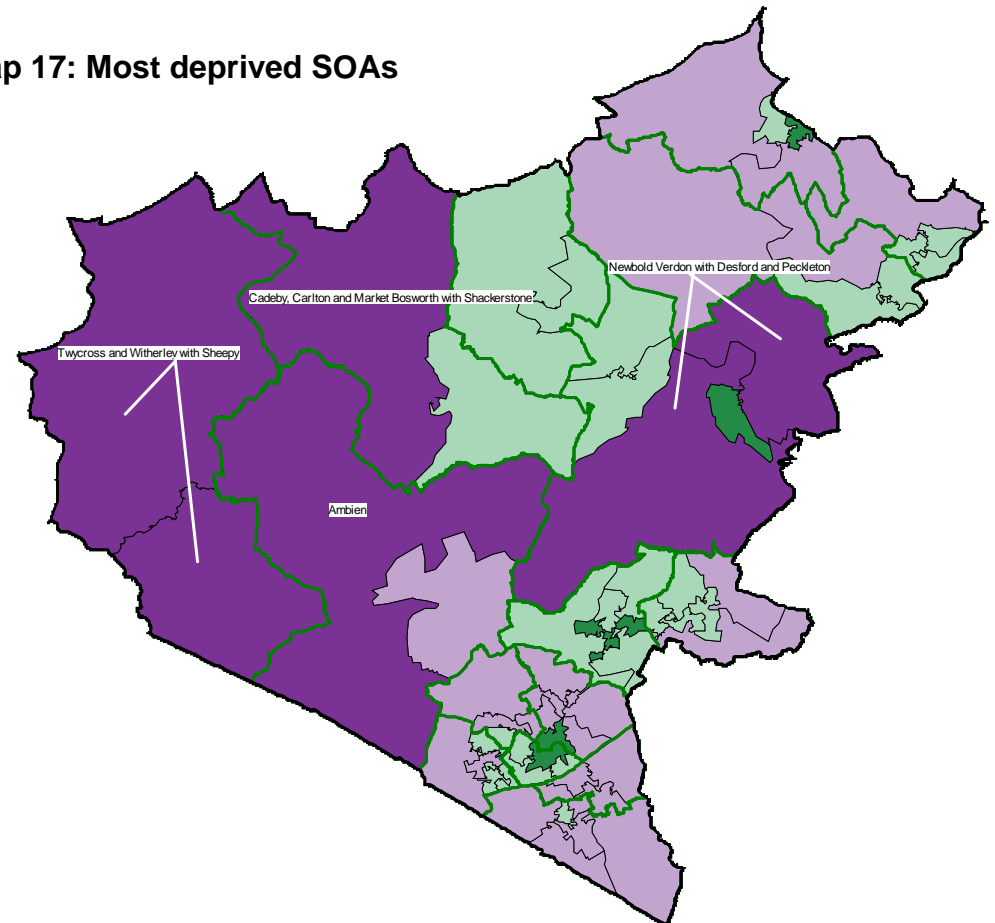 ap 17: Most deprived SOAs
Newbold Verdon with Desford and Peckleton
Cadeby, Carlton and Market Bosworth with Shackerstone
Twycross and Witherley with Sheepy
Ambien